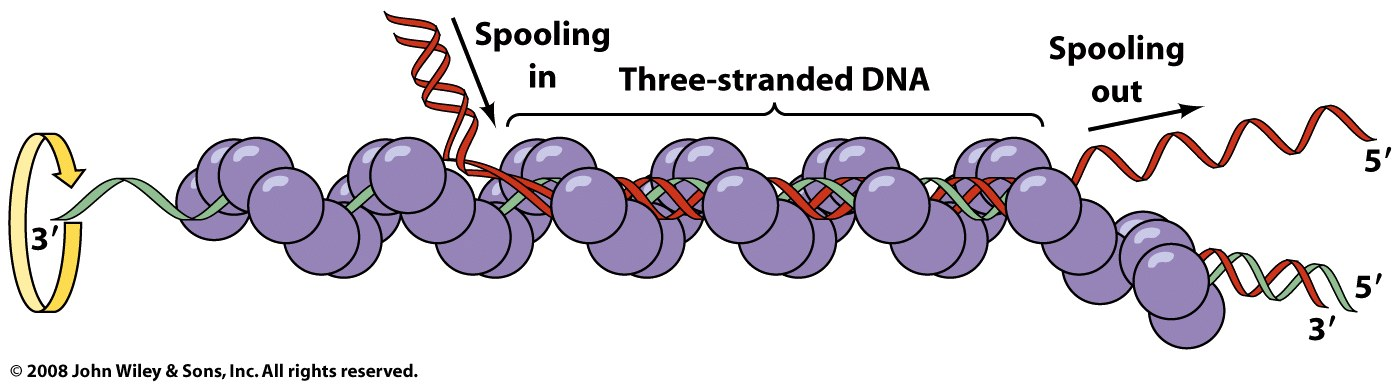 Spooling
in
Three-stranded DNA
Spooling
out
5′
3′
5′
3′
© 2008 John Wiley & Sons, Inc. All rights reserved.